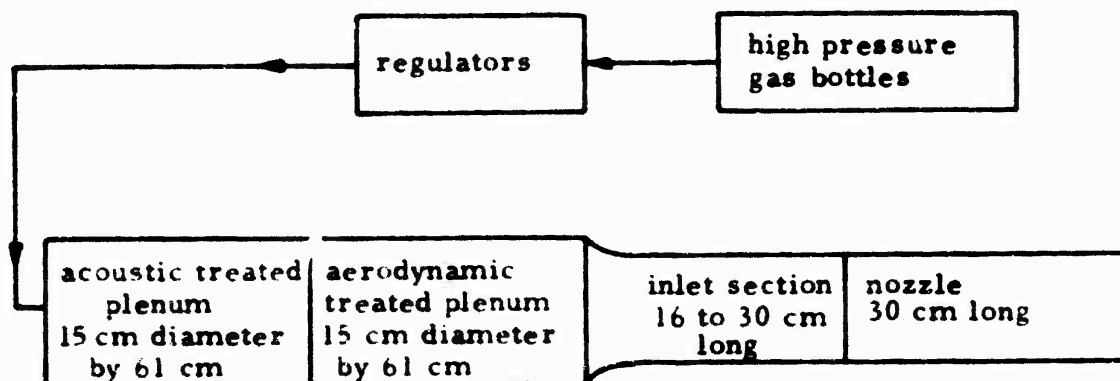 regulators
high pressure
gas bottles
acoustic treated
plenum
15 cm diameter
by 61 cm
aerodynamic
treated plenum
15 cm diameter
by 61 cm
inlet section
16 to 30 cm
long
nozzle
30 cm long